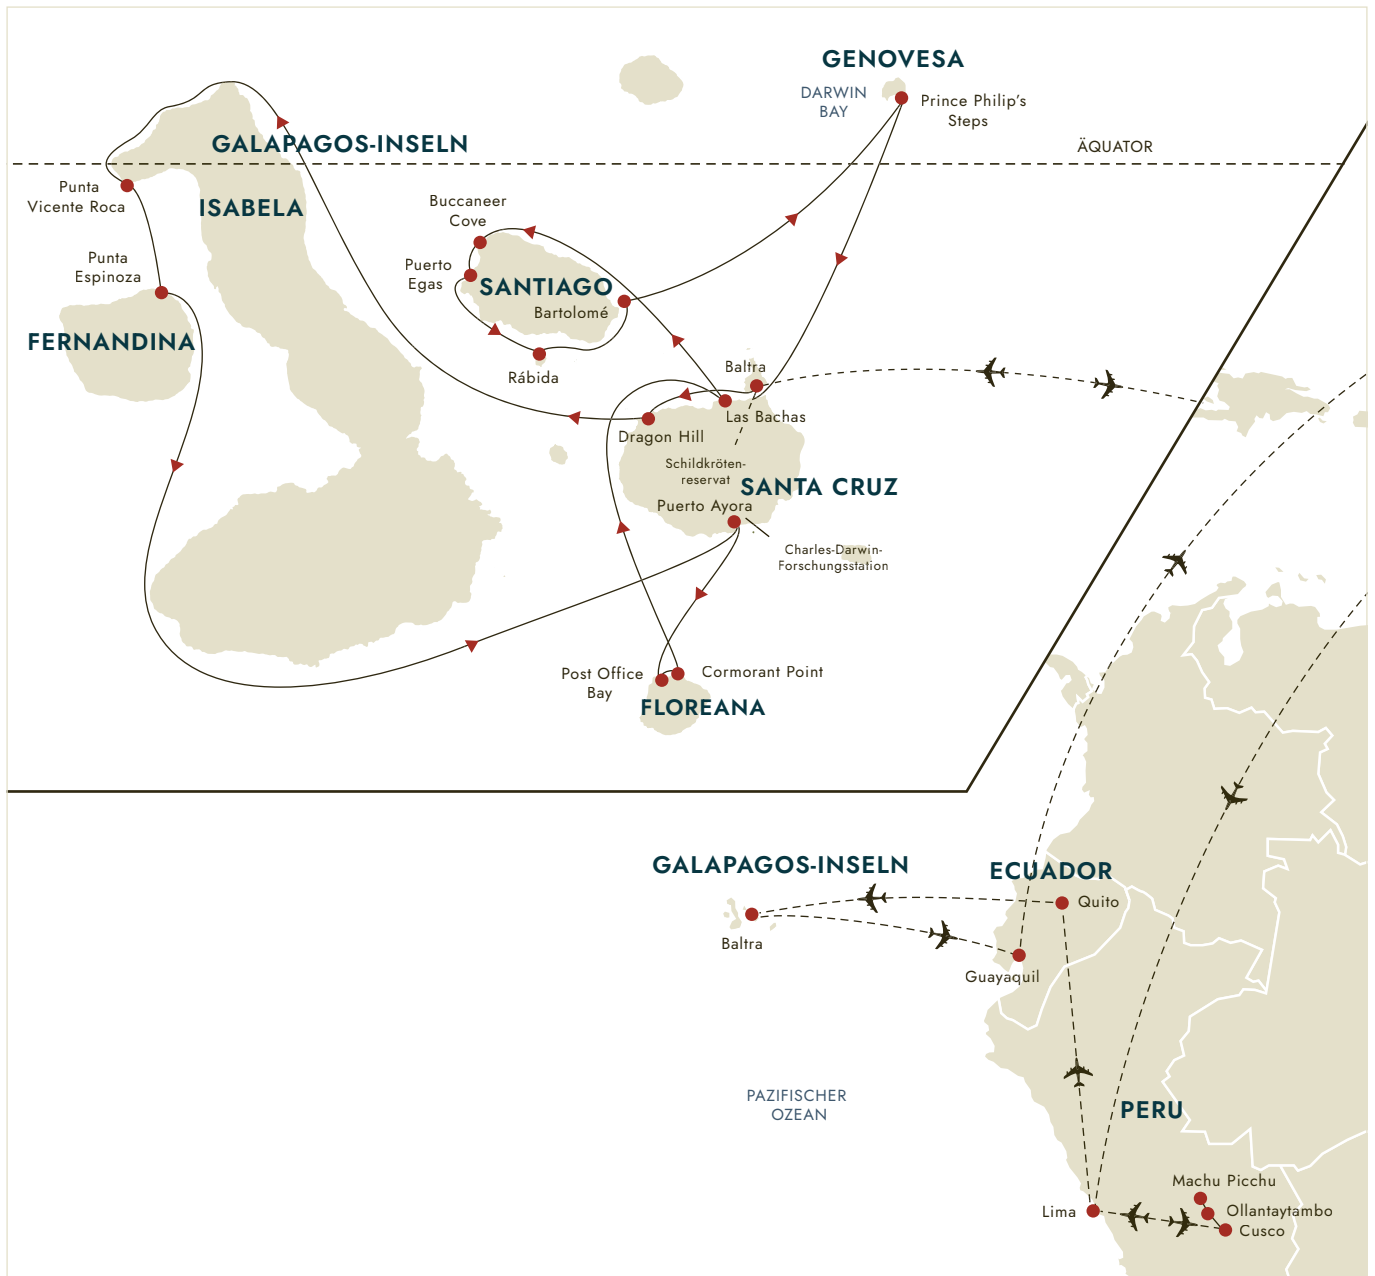 GENOVESA
DARWIN
BAY
Prince Philip's
Steps
GALAPAGOS-INSELN
ÄQUATOR
Punta
Vicente Roca
ISABELA
Buccaneer
Cove
Punta
Espinoza
Puerto
Egas
SANTIAGO
Bartolomé
FERNANDINA
Rábida
Baltra
Las Bachas
Dragon Hill
Schildkröten-
reservat
SANTA CRUZ
Puerto Ayora
Charles-Darwin-
Forschungsstation
Post Office
Bay
Cormorant Point
FLOREANA
GALAPAGOS-INSELN
ECUADOR
Quito
Baltra
Guayaquil
PAZIFISCHER
OZEAN
PERU
Machu Picchu
Lima
Ollantaytambo
Cusco